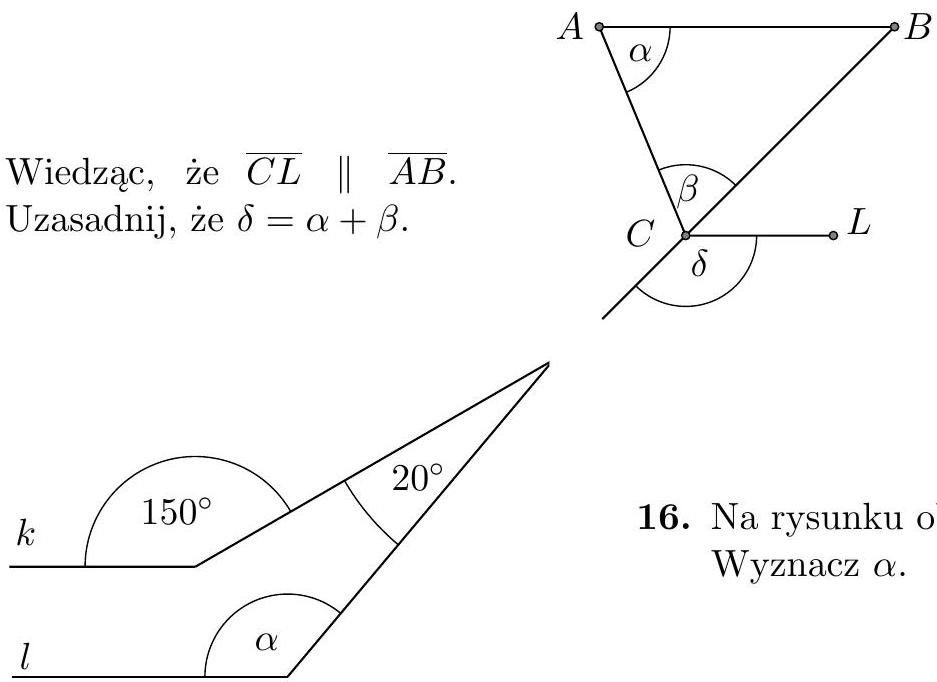 Wiedząc, że CL ∥ AB.
Uzasadnij, że δ = α + β.
A
B
α
β
C
L
δ
20°
150°
k
16. Na rysunku o
Wyznacz α.
α
l